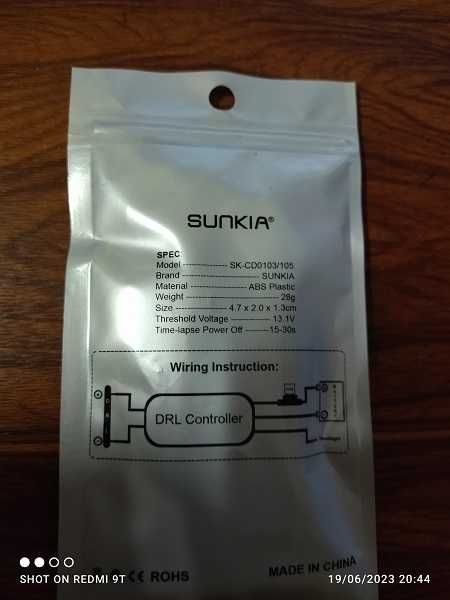 SUNKIA®
SPEC:
Model --------------- SK-CD0103/105
Brand -------------------------- SUNKIA
Material ------------------- ABS Plastic
Weight ------------------------------ 28g
Size ----------------- 4.7 x 2.0 x 1.3cm
Threshold Voltage ------------- 13.1V
Time-lapse Power Off --------15-30s
Wiring Instruction:
DRL Controller
CE ROHS
MADE IN CHINA
SHOT ON REDMI 9T
19/06/2023 20:44